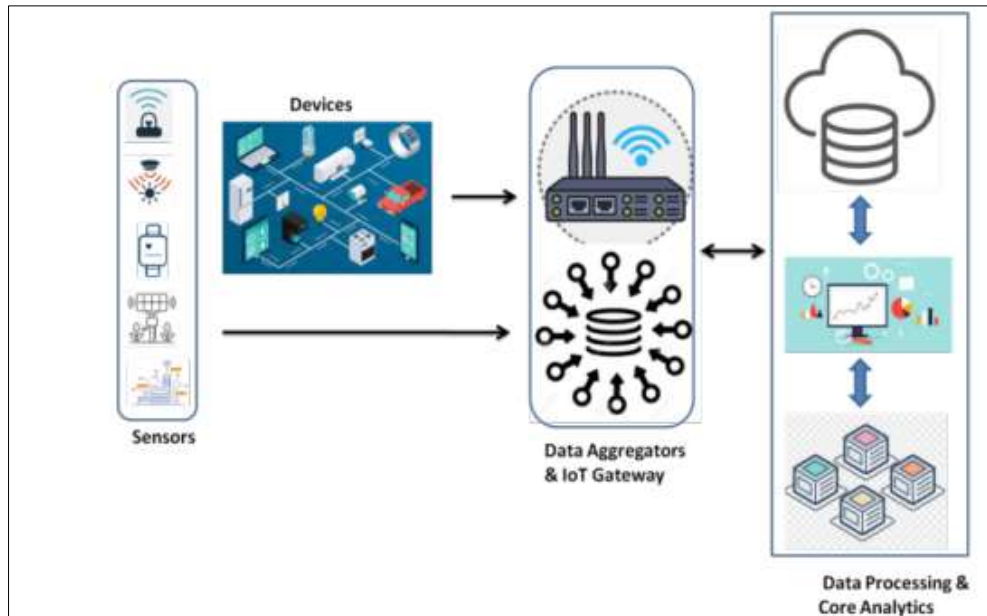 Devices
Sensors
Data Aggregators
& IoT Gateway
Data Processing &
Core Analytics